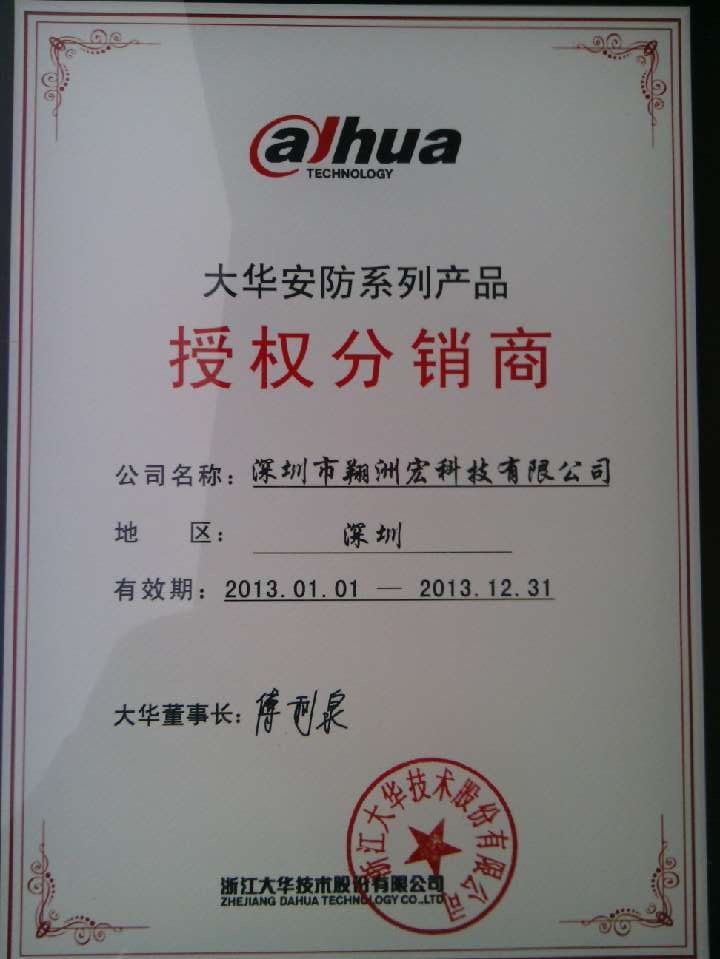 alhua
TECHNOLOGY
大华安防系列产品
授权分销商
公司名称：深圳市翔洲宏科技有限公司
地 区：深圳
有效期：2013.01.01 — 2013.12.31
大华董事长：傅利泉
浙江大华技术股份有限公司
浙江大华技术股份有限公司
ZHEJIANG DAHUA TECHNOLOGY CO.,LTD